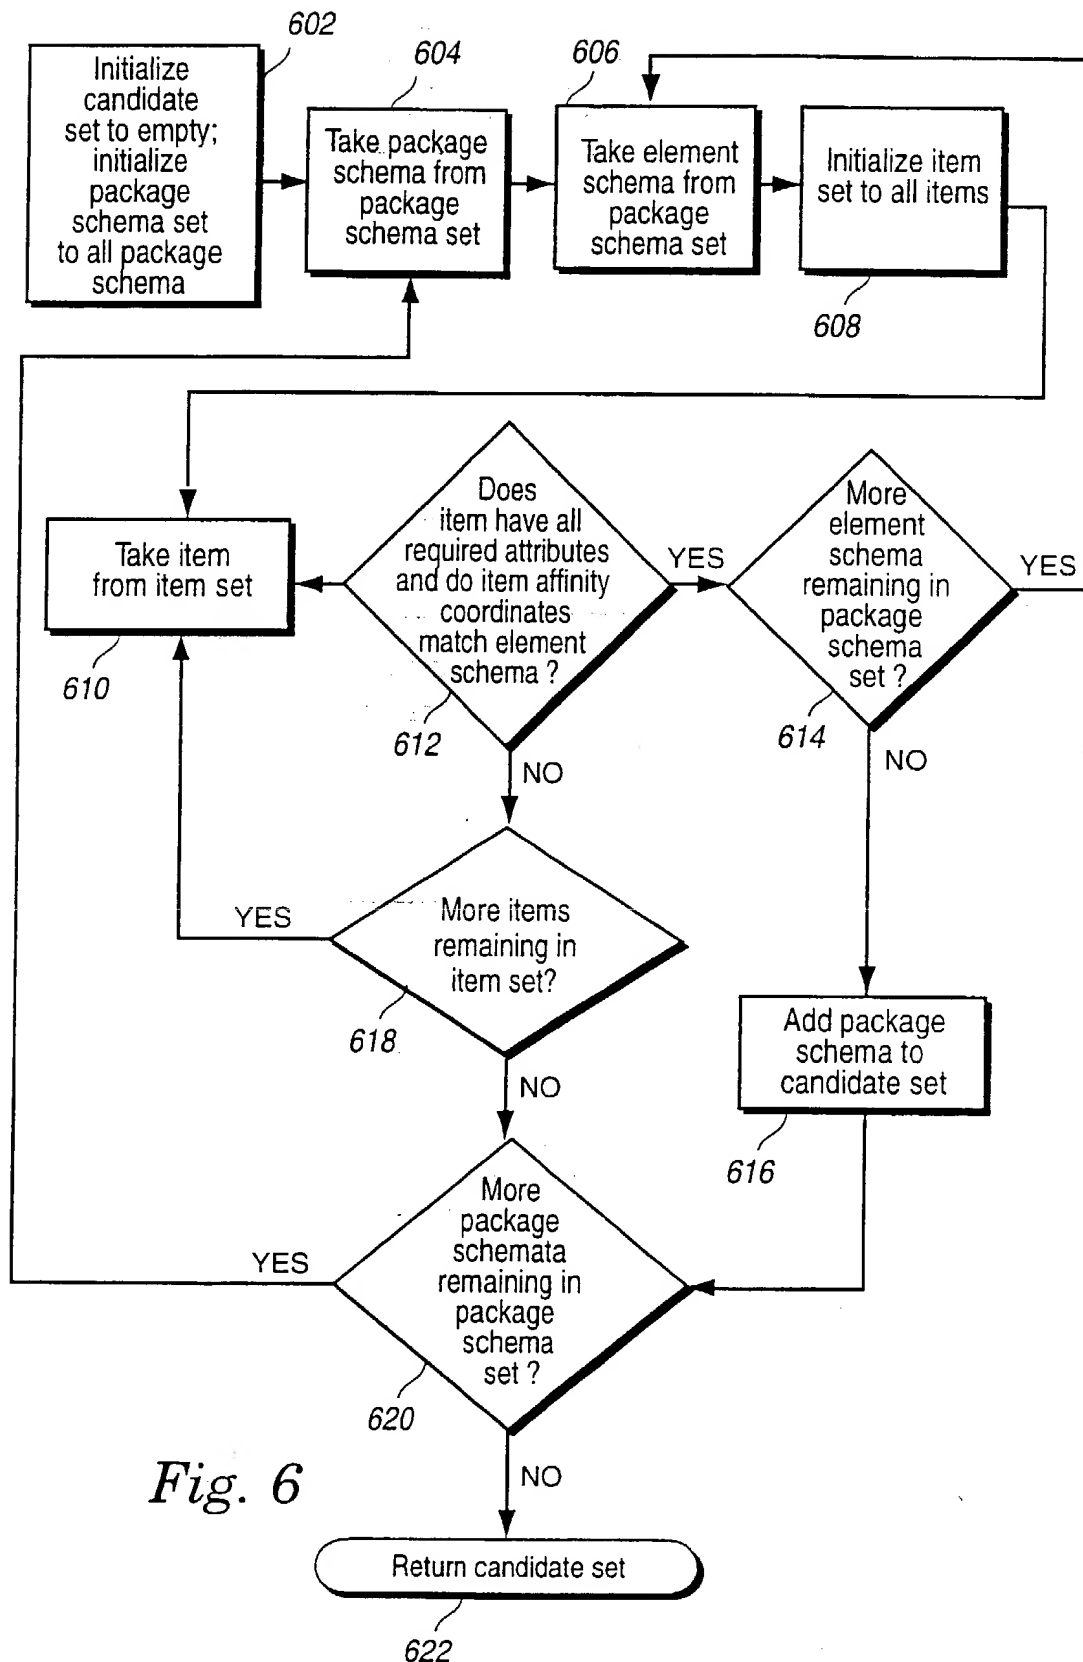 602
Initialize
candidate
set to empty;
initialize
package
schema set
to all package
schema
604
Take package
schema from
package
schema set
606
Take element
schema from
package
schema set
Initialize item
set to all items
608
Take item
from item set
610
Does
item have all
required attributes
and do item affinity
coordinates
match element
schema ?
612
YES
NO
More
element
schema
remaining in
package
schema
set ?
614
YES
NO
More items
remaining in
item set?
618
YES
NO
Add package
schema to
candidate set
616
More
package
schemata
remaining in
package
schema
set ?
620
YES
NO
Fig. 6
Return candidate set
622